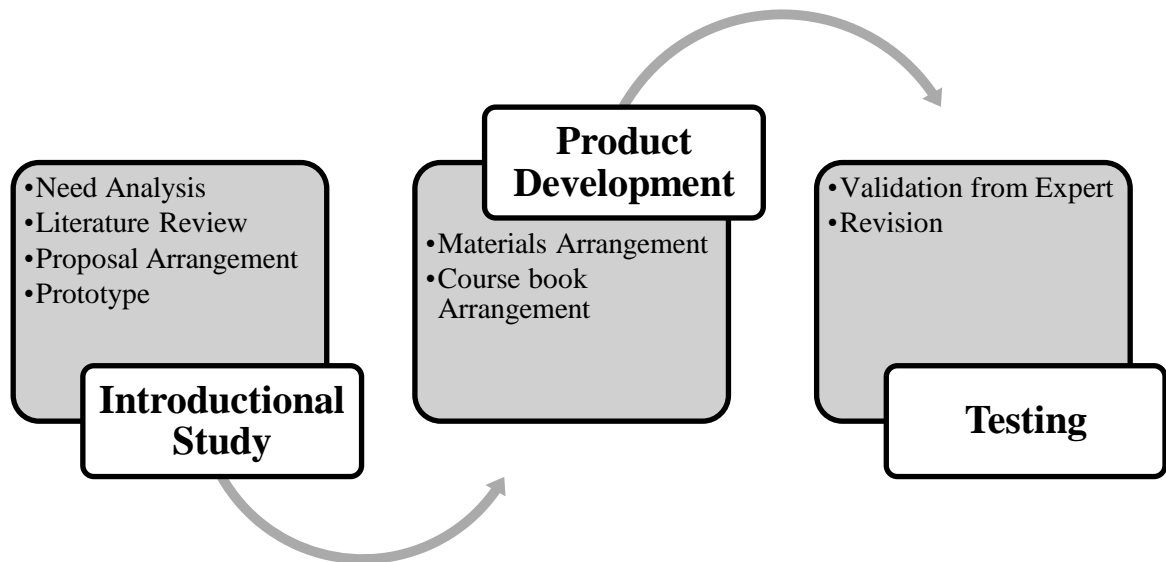 •Need Analysis
•Literature Review
•Proposal Arrangement
•Prototype
Introductional
Study
Product
Development
•Materials Arrangement
•Course book
Arrangement
•Validation from Expert
•Revision
Testing